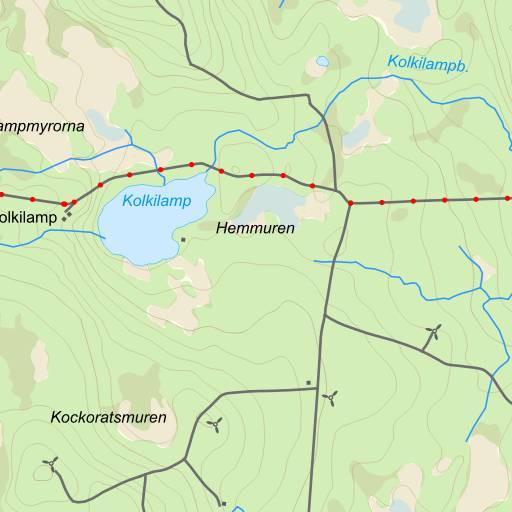 Kolkilampb.
ampmyrorna
Kolkilamp
olkilamp
Hemmuren
Kockoratsmuren